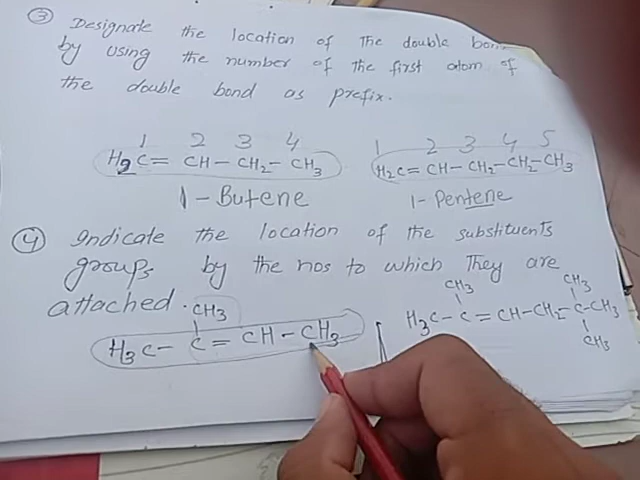 ③ Designate the location of the double bon
by using the number of the first atom of
the double bond as prefix.
1 2 3 4
H2C= CH-CH2-CH3
1-Butene
1 2 3 4 5
H2C=CH-CH2-CH2-CH3
1-Pentene
④ Indicate the location of the substituents
groups by the nos to which They are
attached.
CH3
H3C-C=CH-CH3
CH3 CH3
H3C-C=CH-CH2-C-CH3
CH3